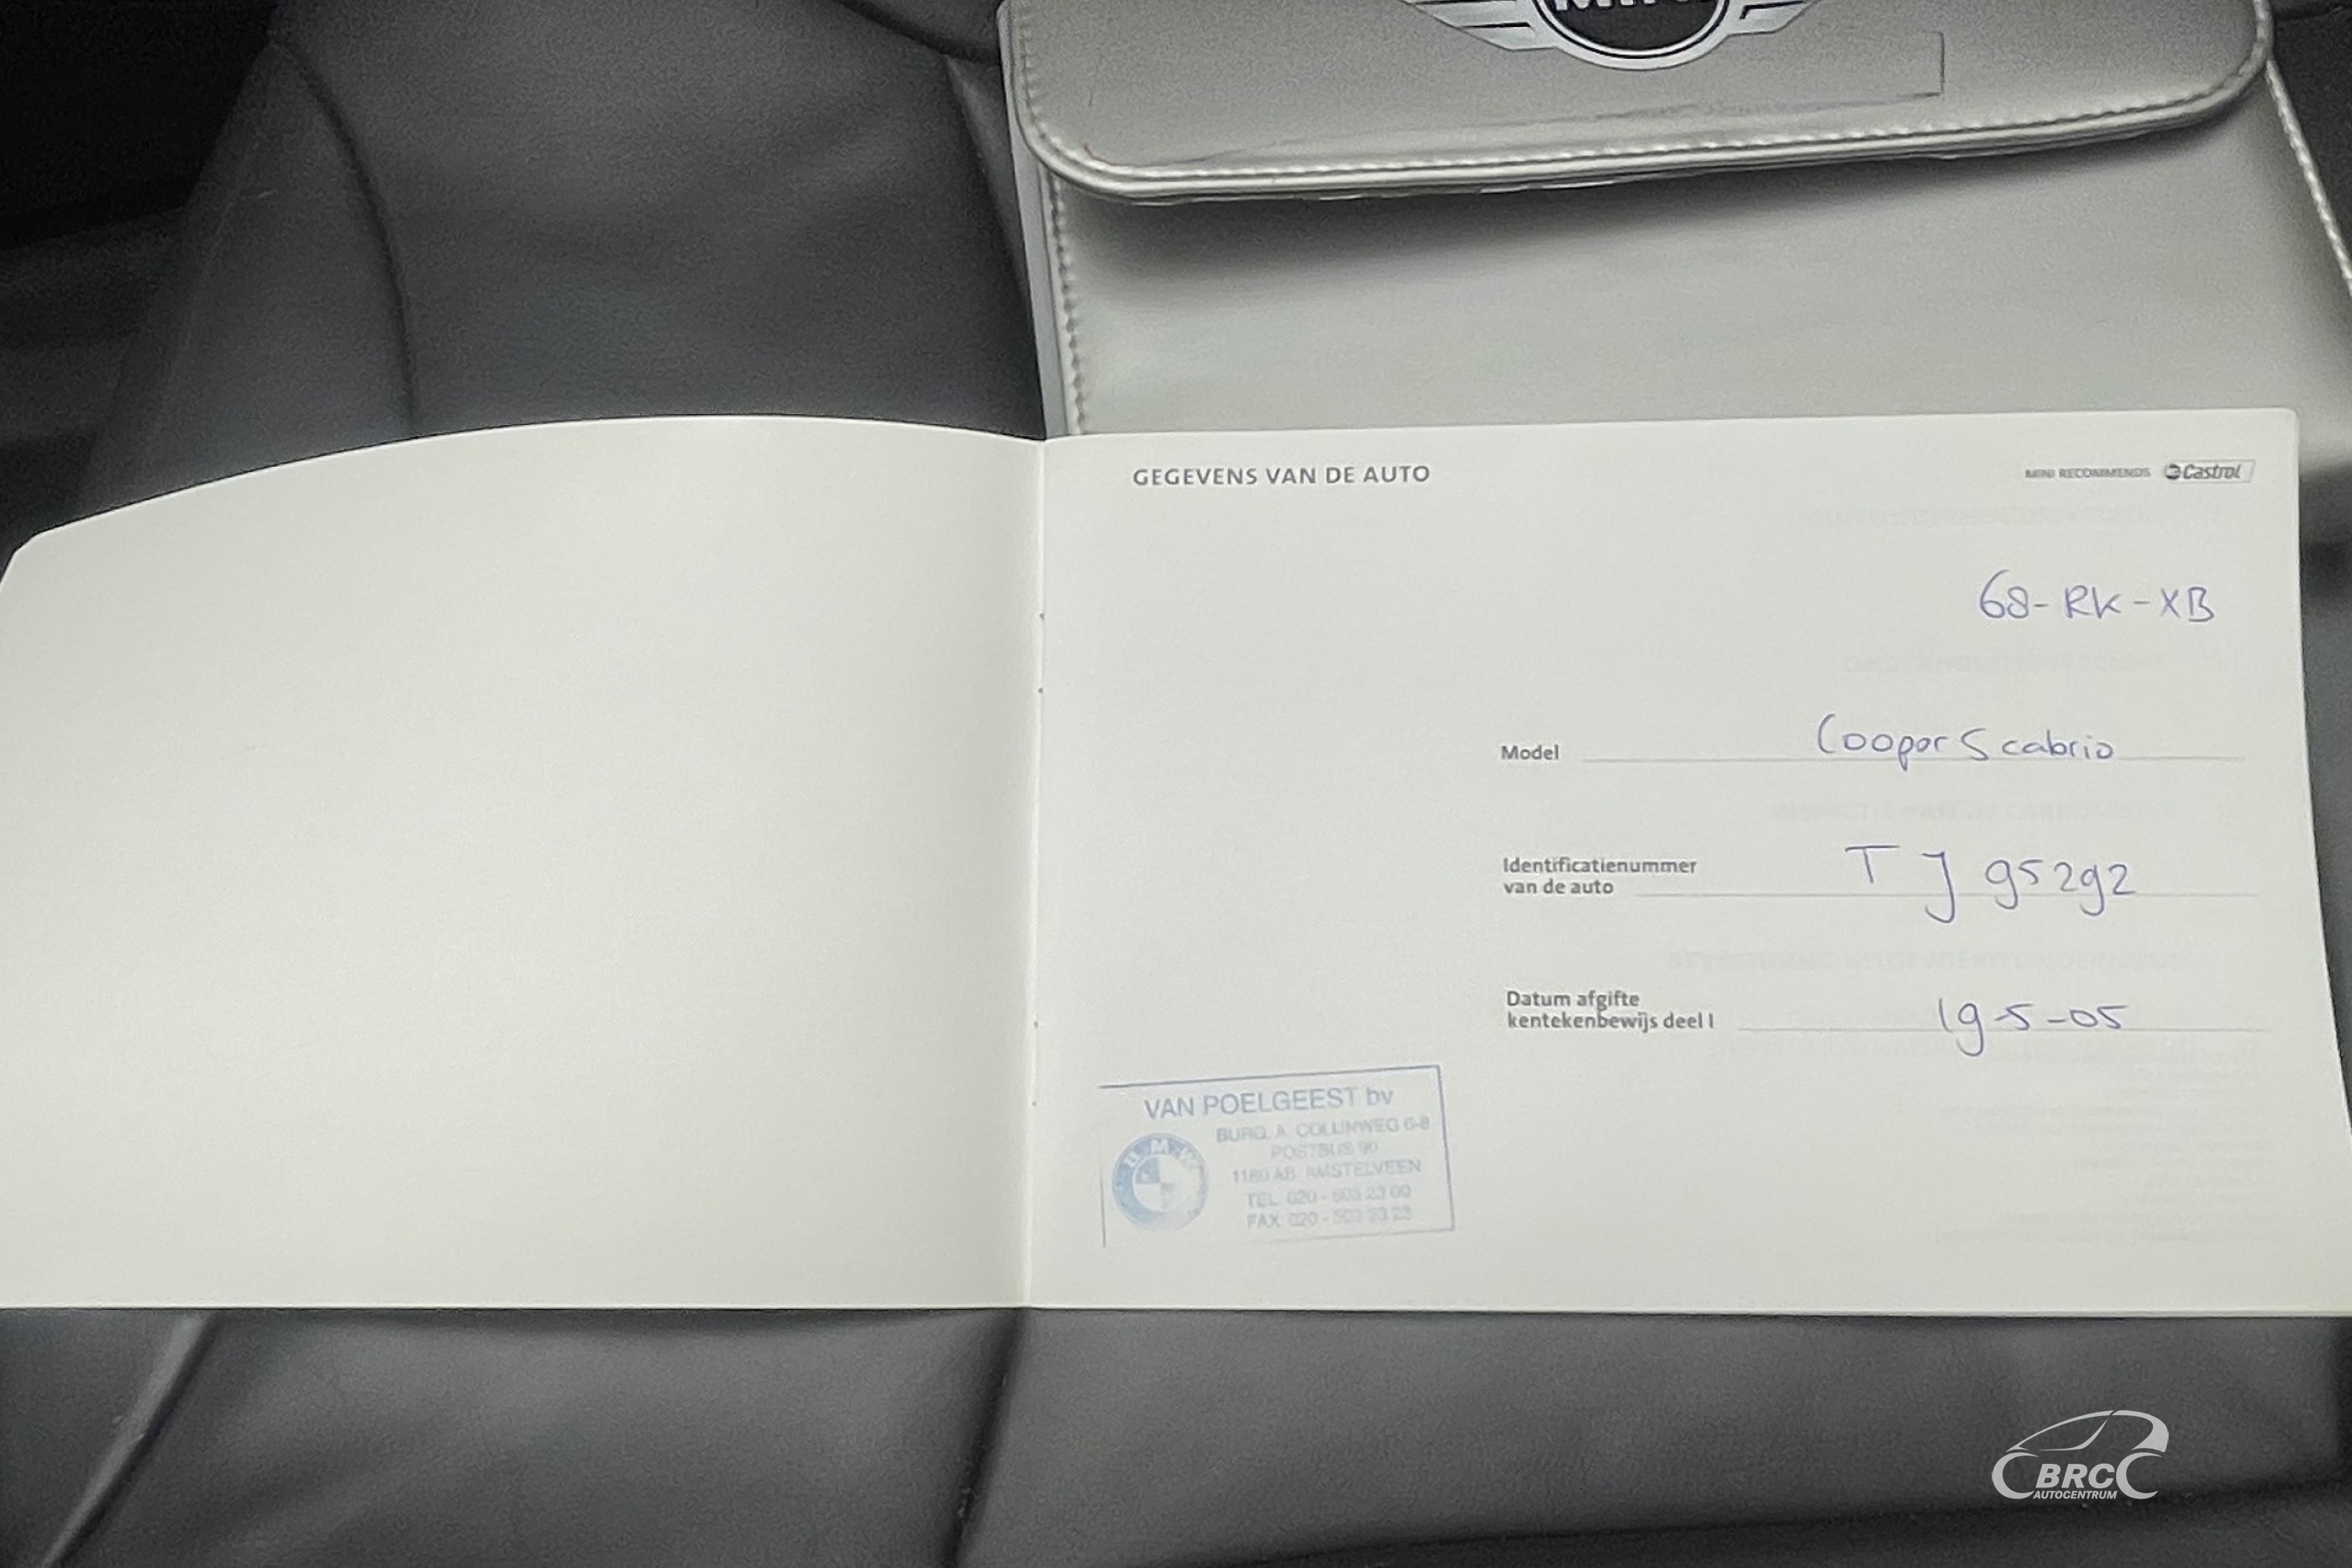 GEGEVENS VAN DE AUTO
MINI RECOMMENDS Castrol
68-RK-XB
Model Cooper S cabrio
Identificatienummer
van de auto TJ 95292
Datum afgifte
kentekenbewijs deel I 19-5-05
VAN POELGEEST bv
BURG. A. COLIJNWEG 6-8
POSTBUS 90
1180 AB AMSTELVEEN
TEL. 020 - 503 23 00
FAX 020 - 503 23 23
BMW
BRC
AUTOCENTRUM